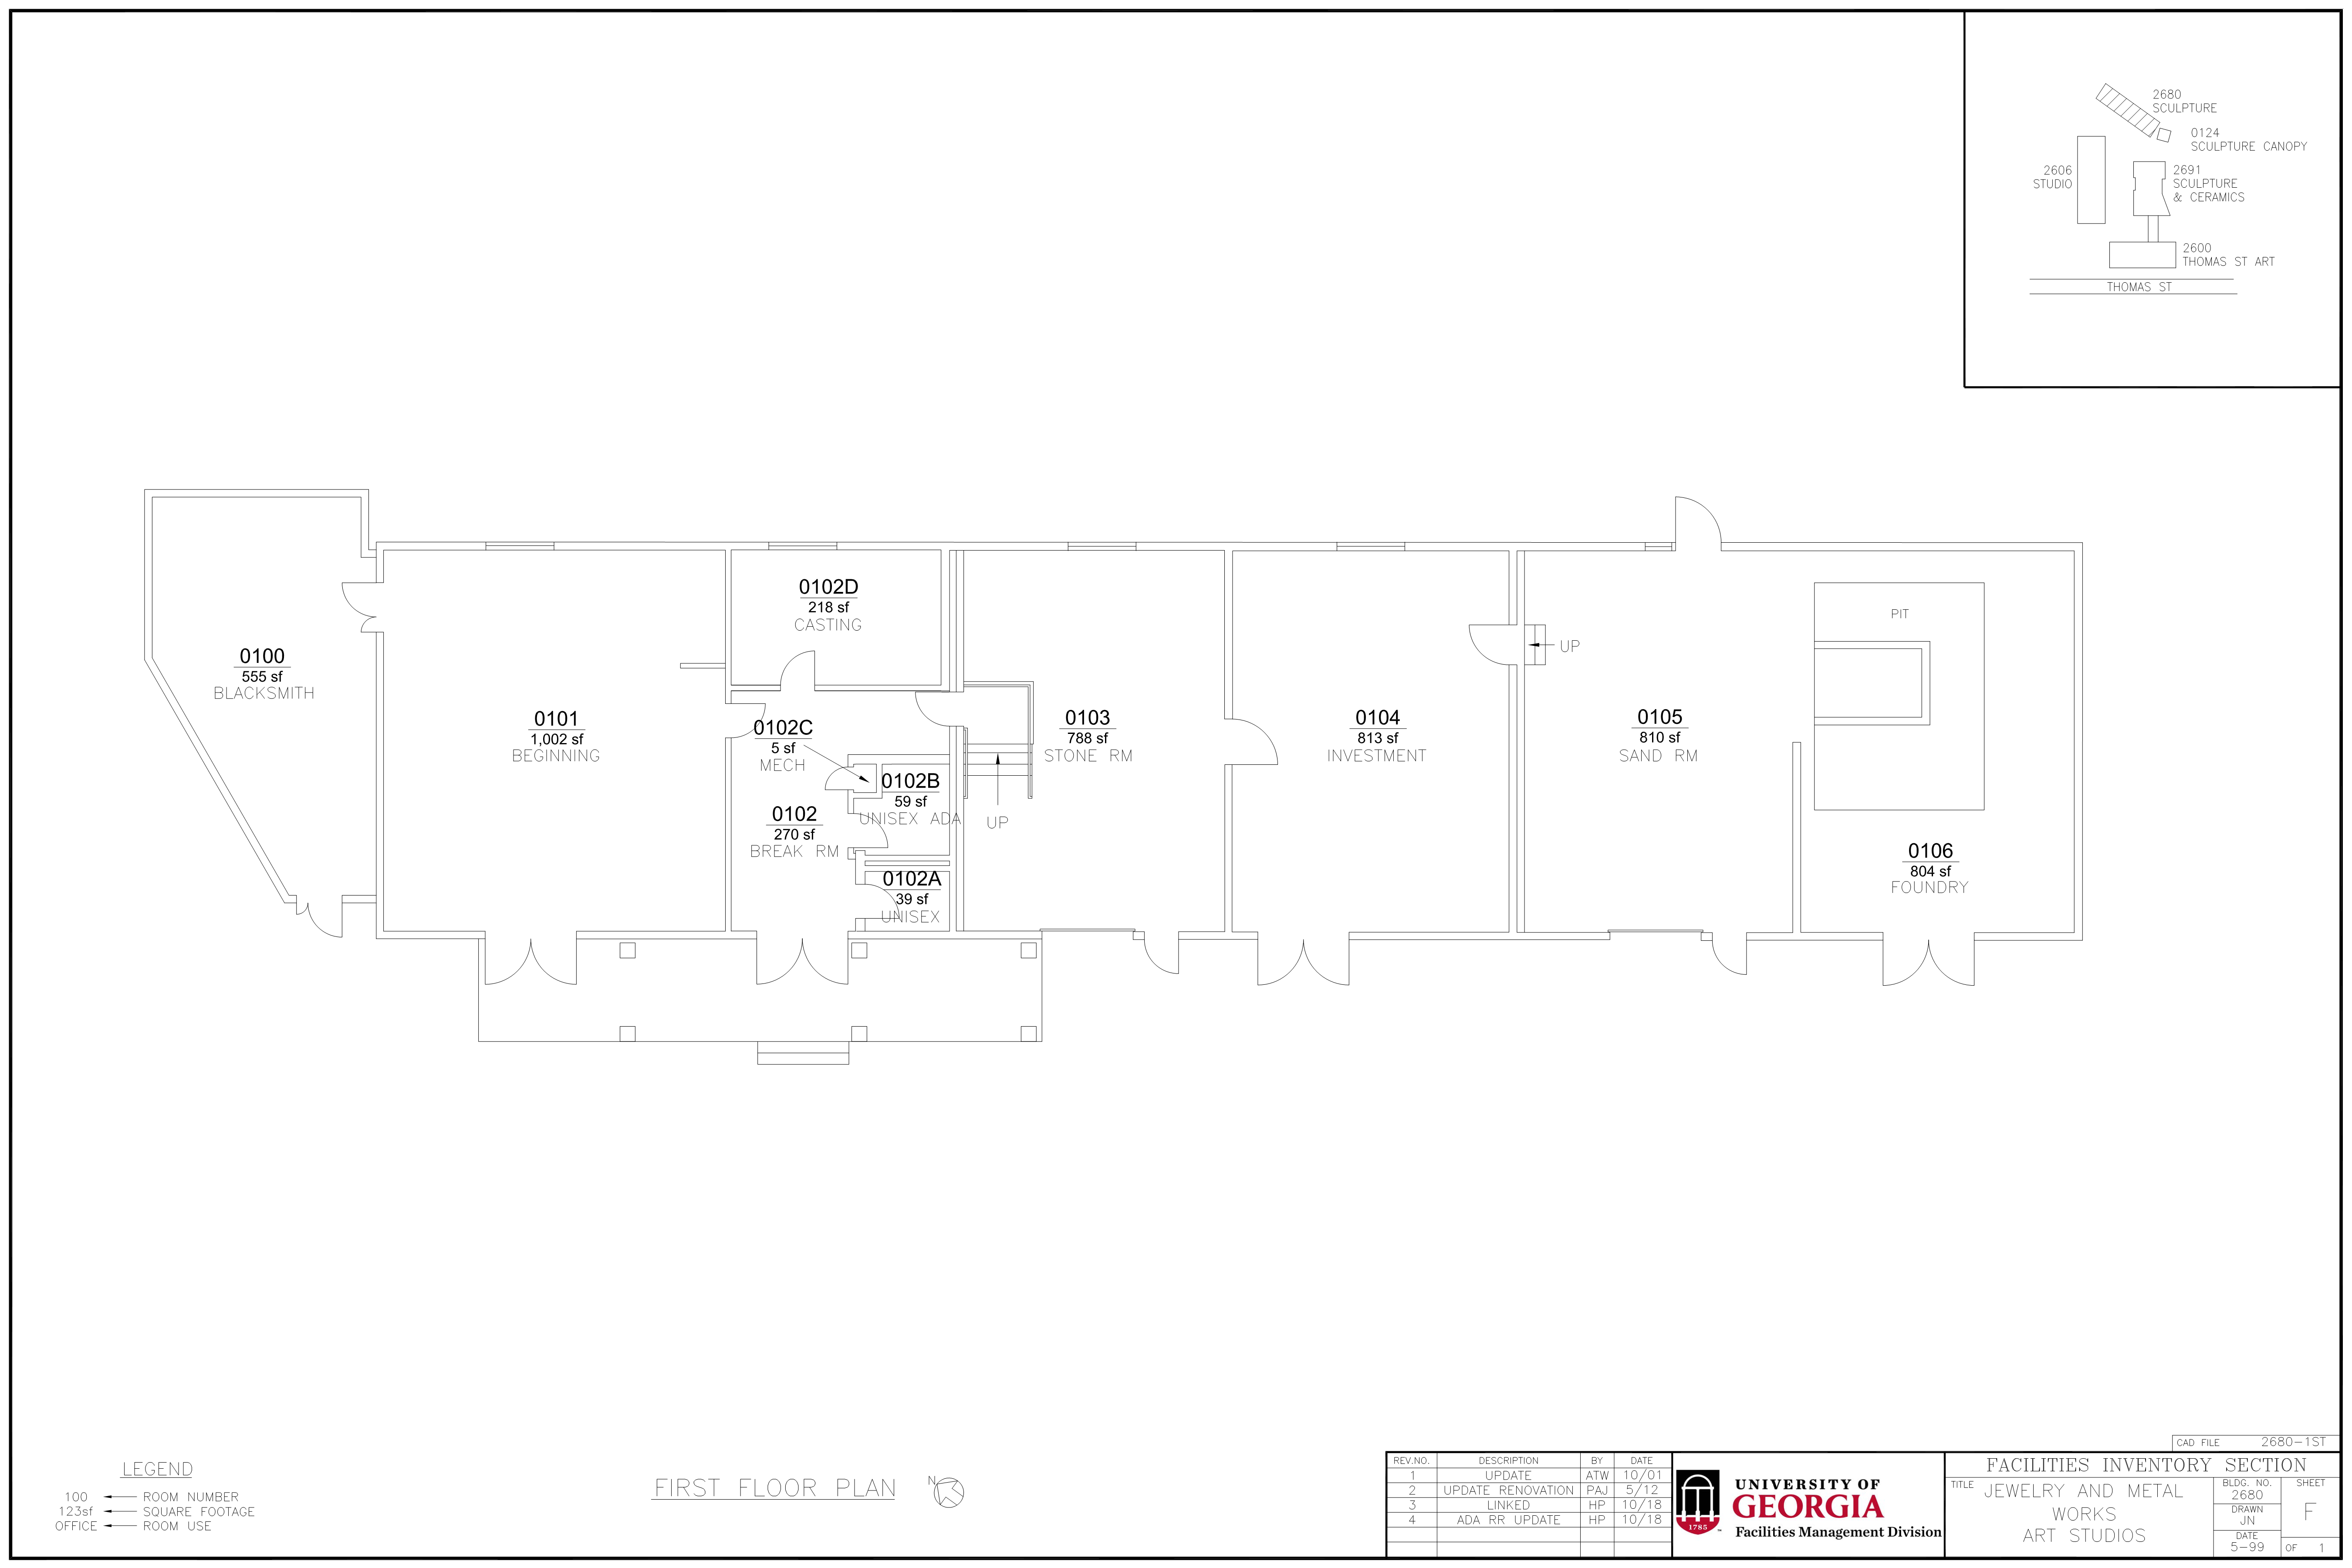 2680
SCULPTURE
0124
SCULPTURE CANOPY
2606
STUDIO
2691
SCULPTURE
& CERAMICS
2600
THOMAS ST ART
THOMAS ST
0100
555 sf
BLACKSMITH
0101
1,002 sf
BEGINNING
0102D
218 sf
CASTING
0102C
5 sf
MECH
0102B
59 sf
UNISEX ADA
0102
270 sf
BREAK RM
0102A
39 sf
UNISEX
UP
0103
788 sf
STONE RM
0104
813 sf
INVESTMENT
UP
0105
810 sf
SAND RM
PIT
0106
804 sf
FOUNDRY
LEGEND
100 ROOM NUMBER
123sf SQUARE FOOTAGE
OFFICE ROOM USE
FIRST FLOOR PLAN
N
REV.NO. DESCRIPTION BY DATE
1 UPDATE ATW 10/01
2 UPDATE RENOVATION PAJ 5/12
3 LINKED HP 10/18
4 ADA RR UPDATE HP 10/18
1785
UNIVERSITY OF
GEORGIA
Facilities Management Division
CAD FILE 2680-1ST
FACILITIES INVENTORY SECTION
TITLE JEWELRY AND METAL
WORKS
ART STUDIOS
BLDG. NO.
2680
DRAWN
JN
DATE
5-99
SHEET
F
OF 1